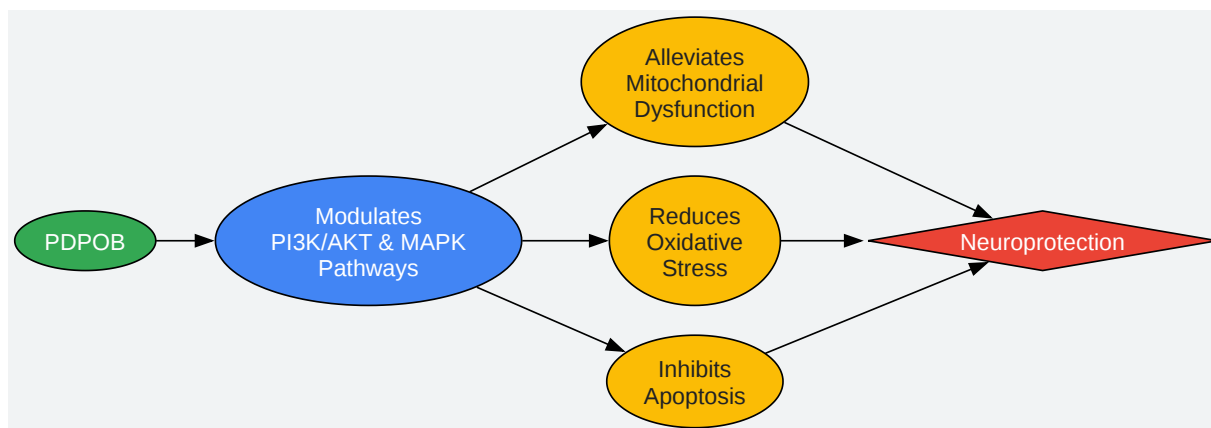 PDPOB
Modulates
PI3K/AKT & MAPK
Pathways
Alleviates
Mitochondrial
Dysfunction
Reduces
Oxidative
Stress
Inhibits
Apoptosis
Neuroprotection